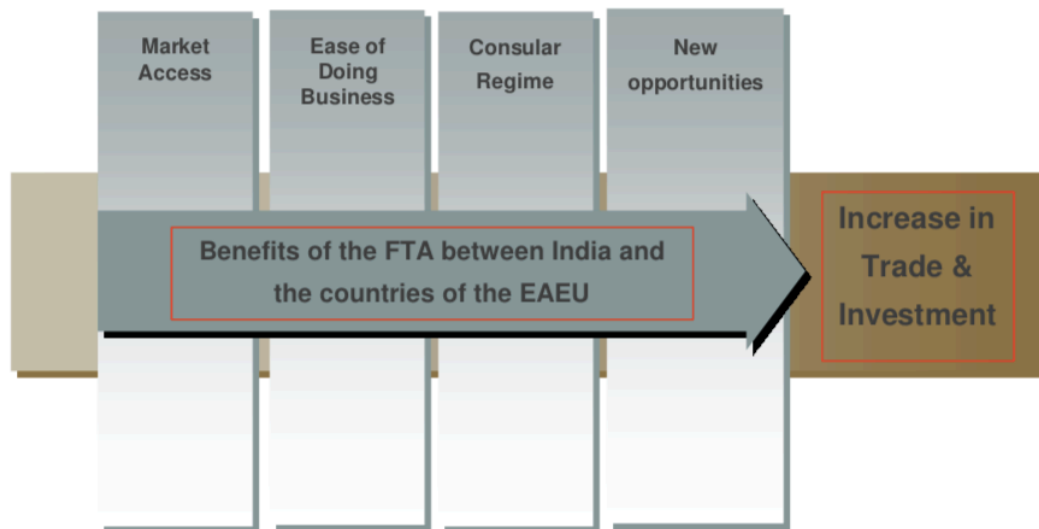 Market
Access
Ease of
Doing
Business
Consular
Regime
New
opportunities
Benefits of the FTA between India and
the countries of the EAEU
Increase in
Trade &
Investment